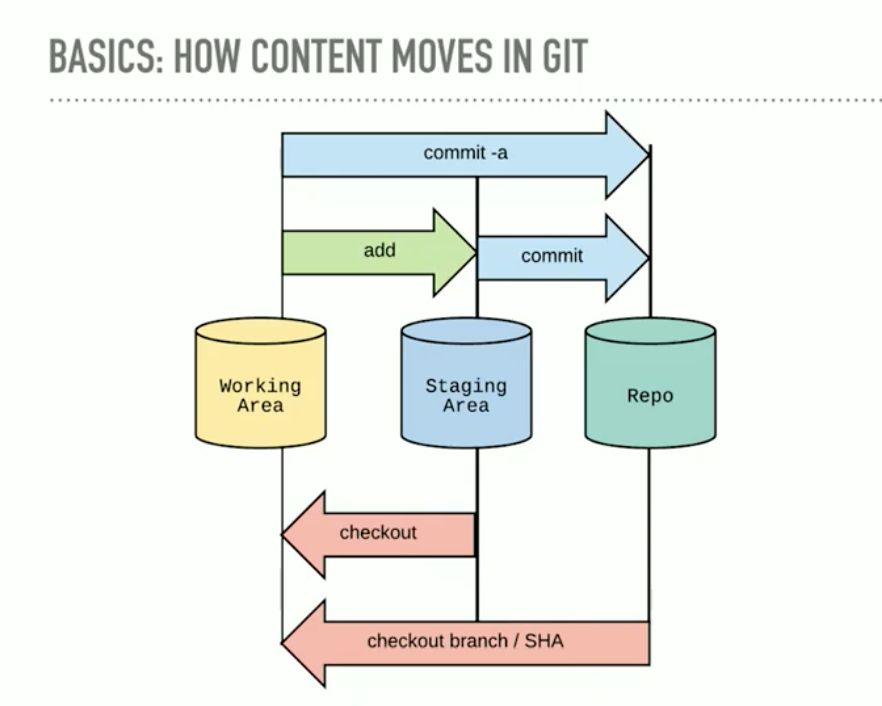 BASICS: HOW CONTENT MOVES IN GIT
commit -a
add
commit
Working
Area
Staging
Area
Repo
checkout
checkout branch / SHA